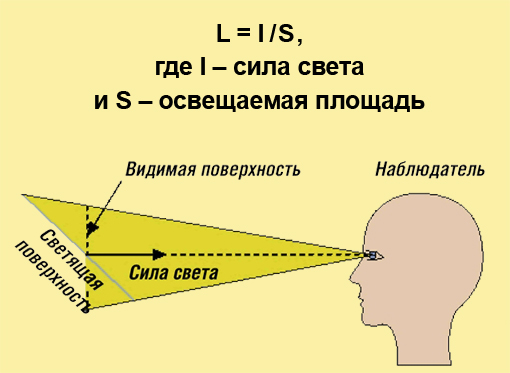 L = I/S,
где I – сила света
и S – освещаемая площадь
Видимая поверхность
Наблюдатель
Светящая
поверхность
Сила света